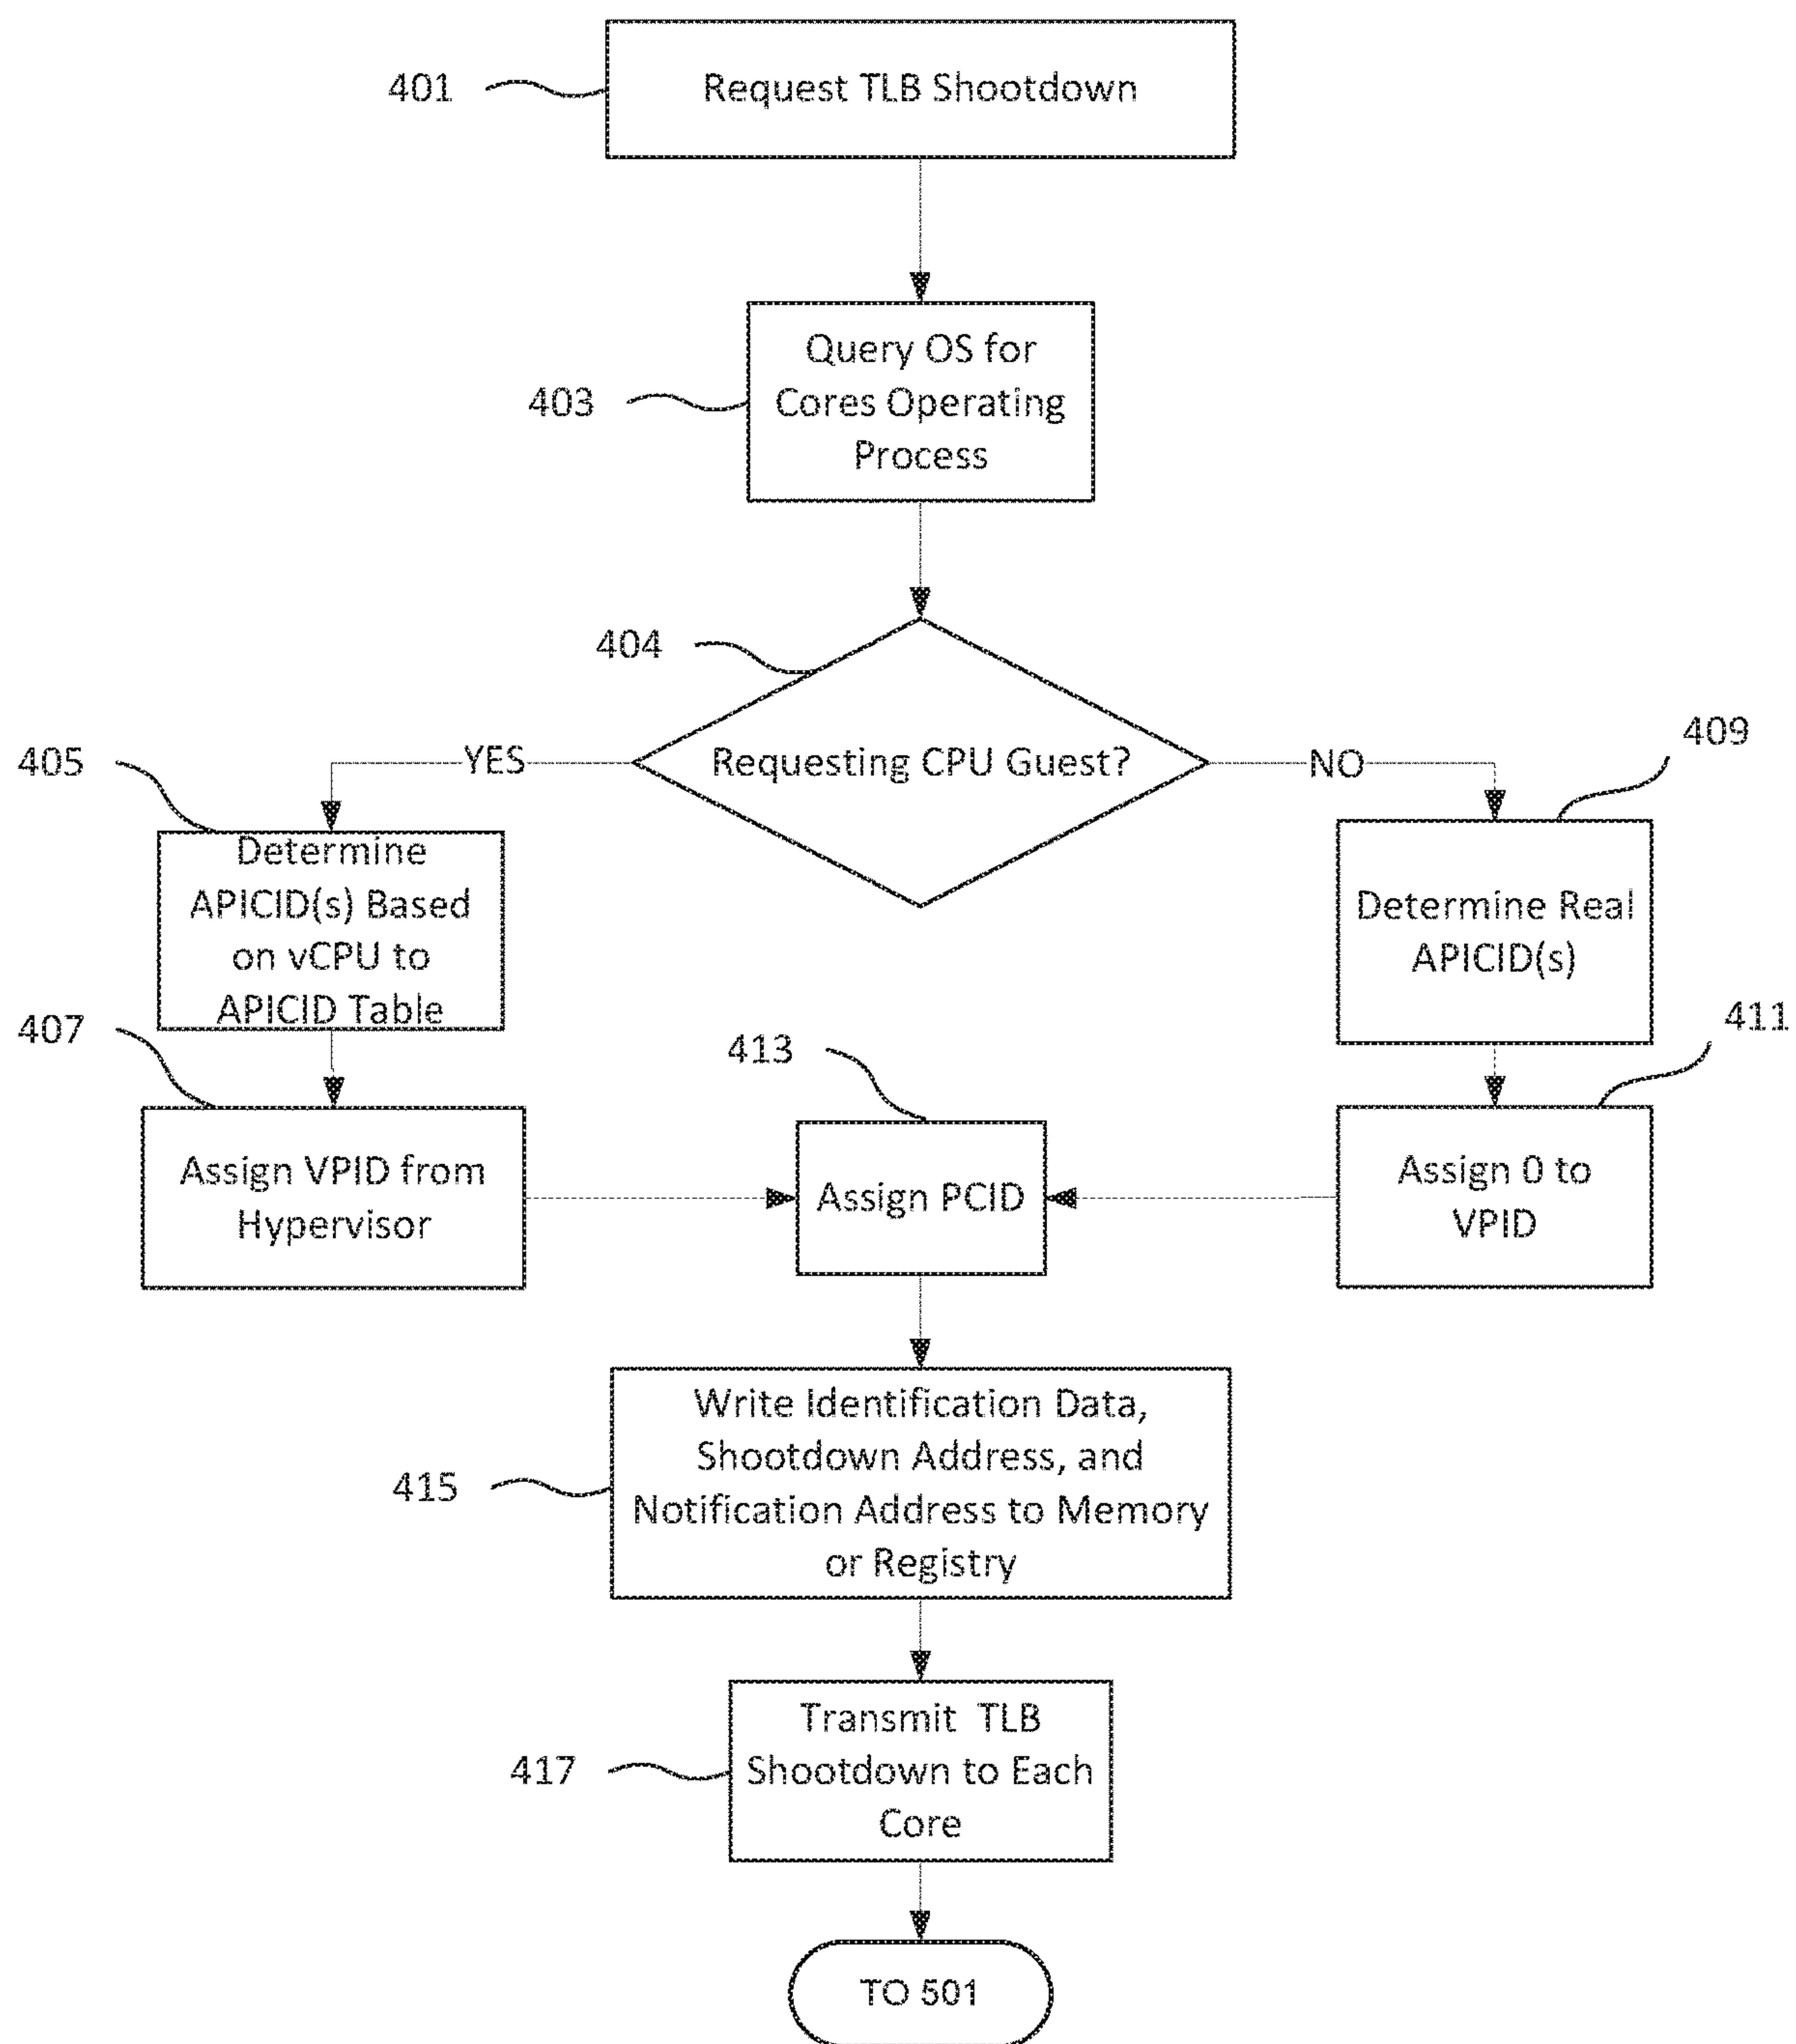 401
Request TLB Shootdown
403
Query OS for
Cores Operating
Process
404
Requesting CPU Guest?
YES
NO
405
409
Determine
APICID(s) Based
on vCPU to
APICID Table
Determine Real
APICID(s)
407
413
411
Assign VPID from
Hypervisor
Assign PCID
Assign 0 to
VPID
415
Write Identification Data,
Shootdown Address, and
Notification Address to Memory
or Registry
417
Transmit TLB
Shootdown to Each
Core
TO 501